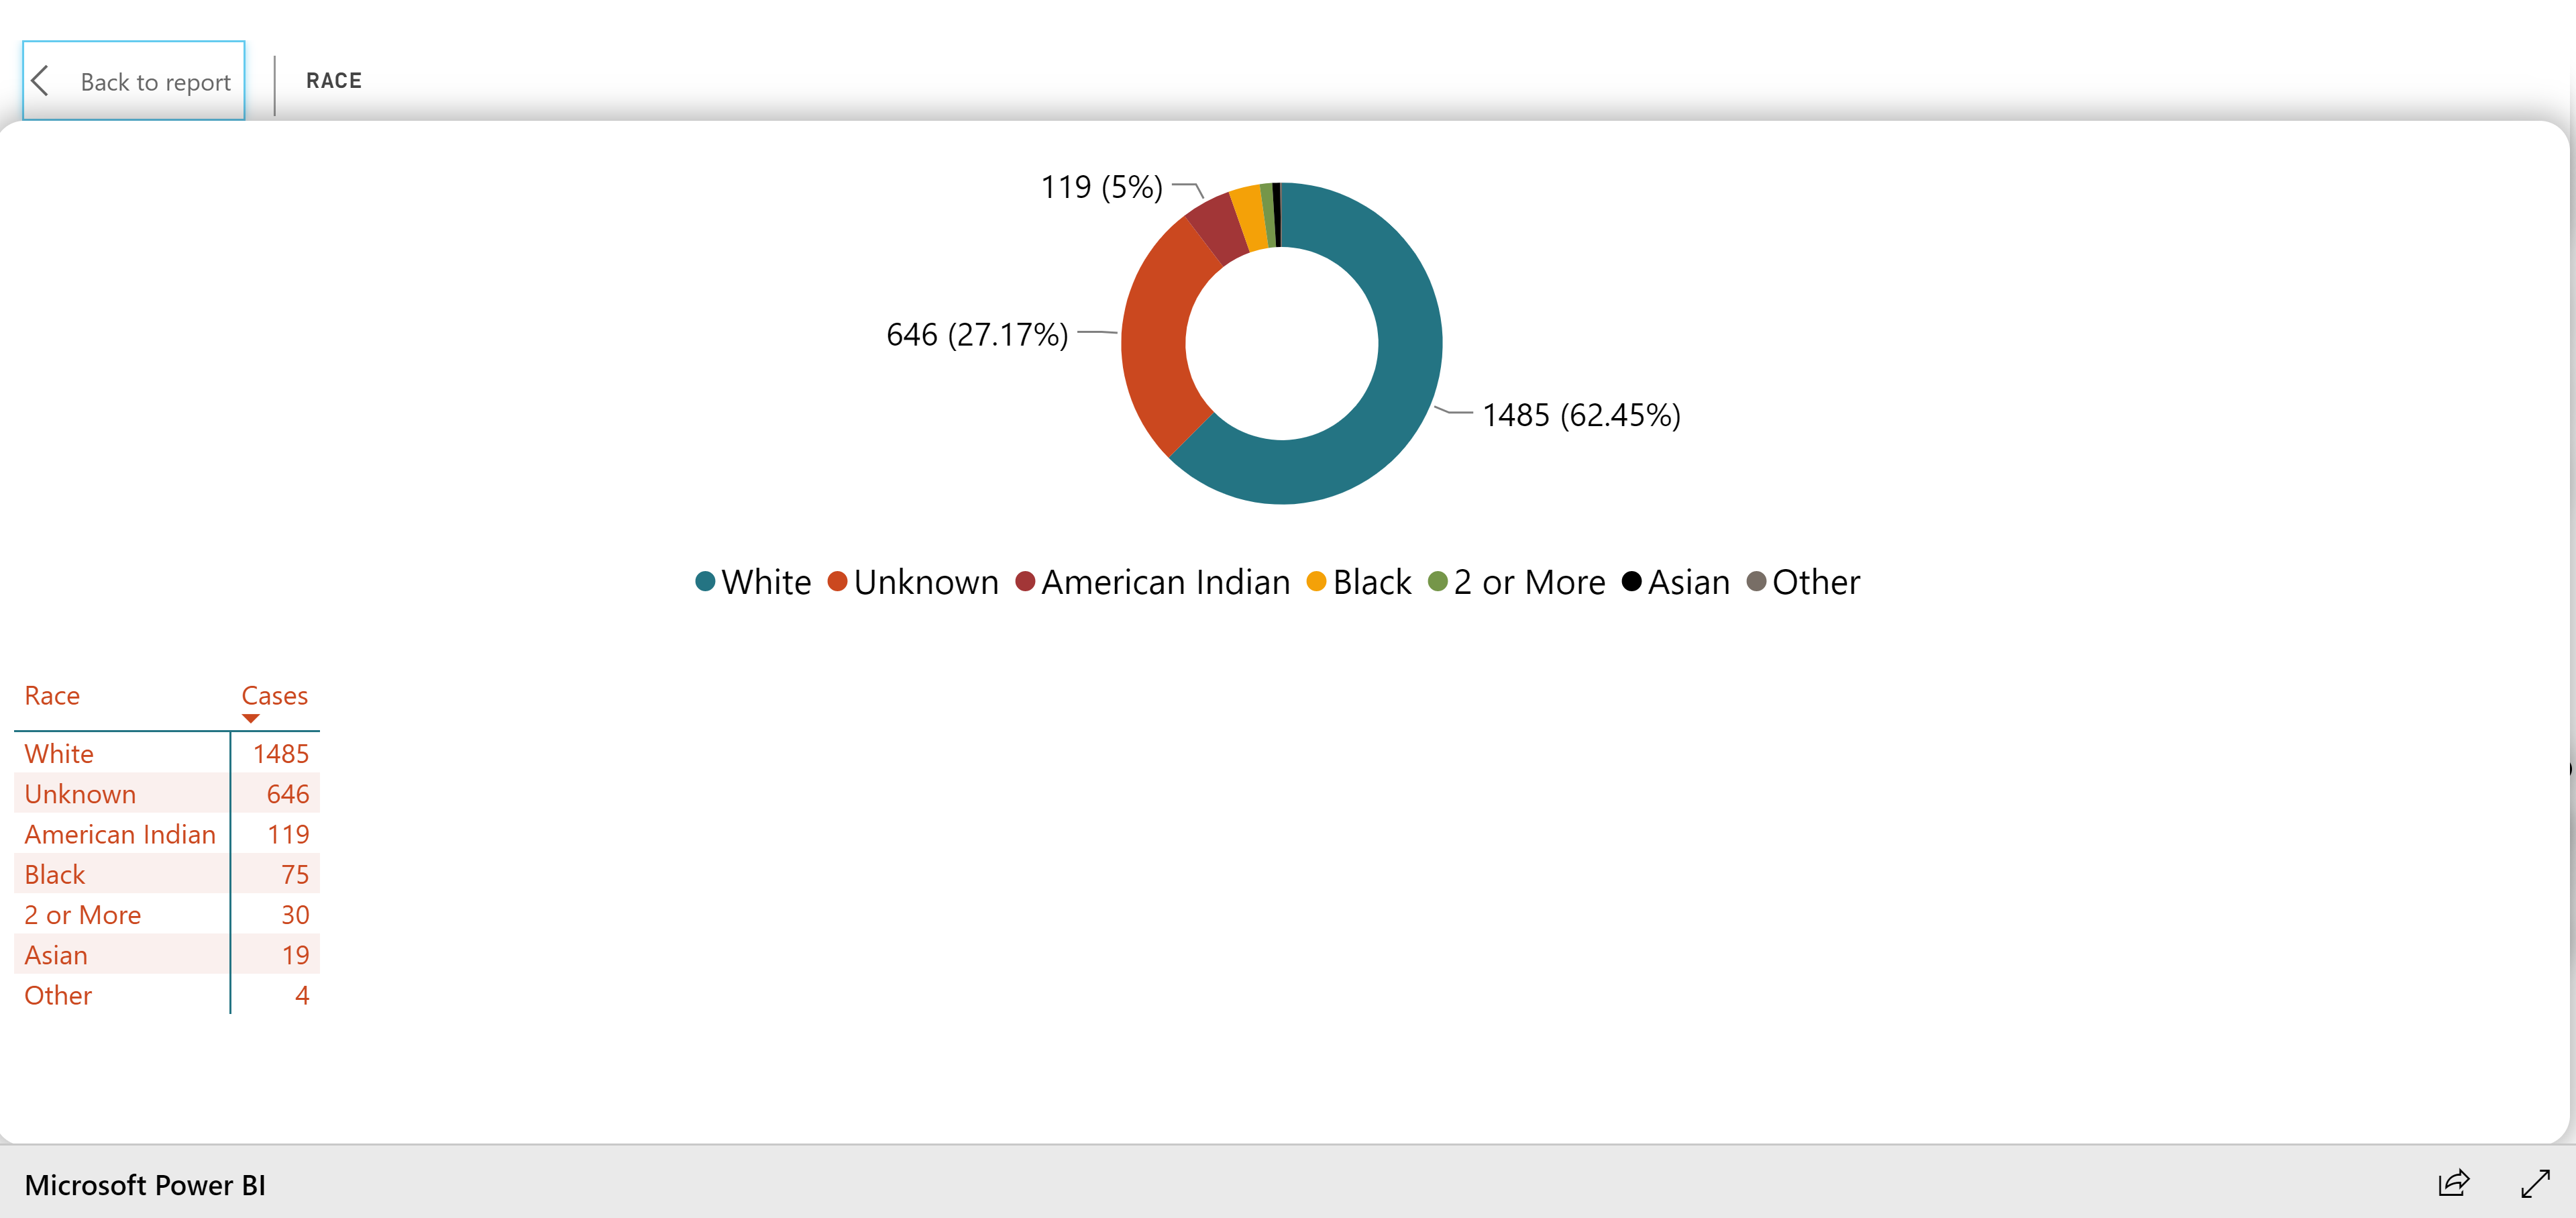 Back to report
RACE
119 (5%)
646 (27.17%)
1485 (62.45%)
White Unknown American Indian Black 2 or More Asian Other
Race Cases
White 1485
Unknown 646
American Indian 119
Black 75
2 or More 30
Asian 19
Other 4
Microsoft Power BI